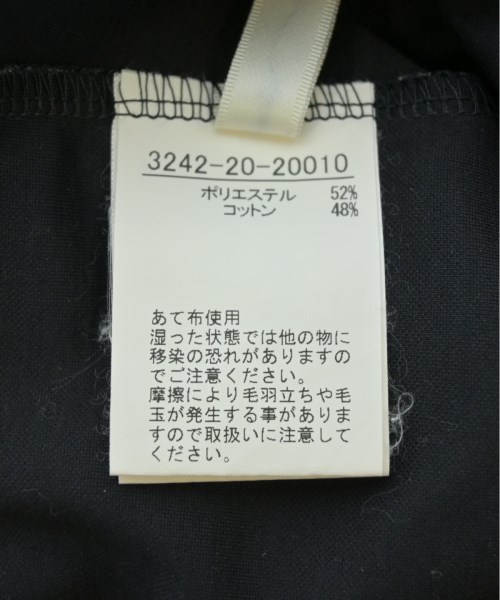 3242-20-20010
ポリエステル 52%
コットン 48%
あて布使用
湿った状態では他の物に
移染の恐れがありますの
でご注意ください。
摩擦により毛羽立ちや毛
玉が発生する事がありま
すので取扱いに注意して
ください。